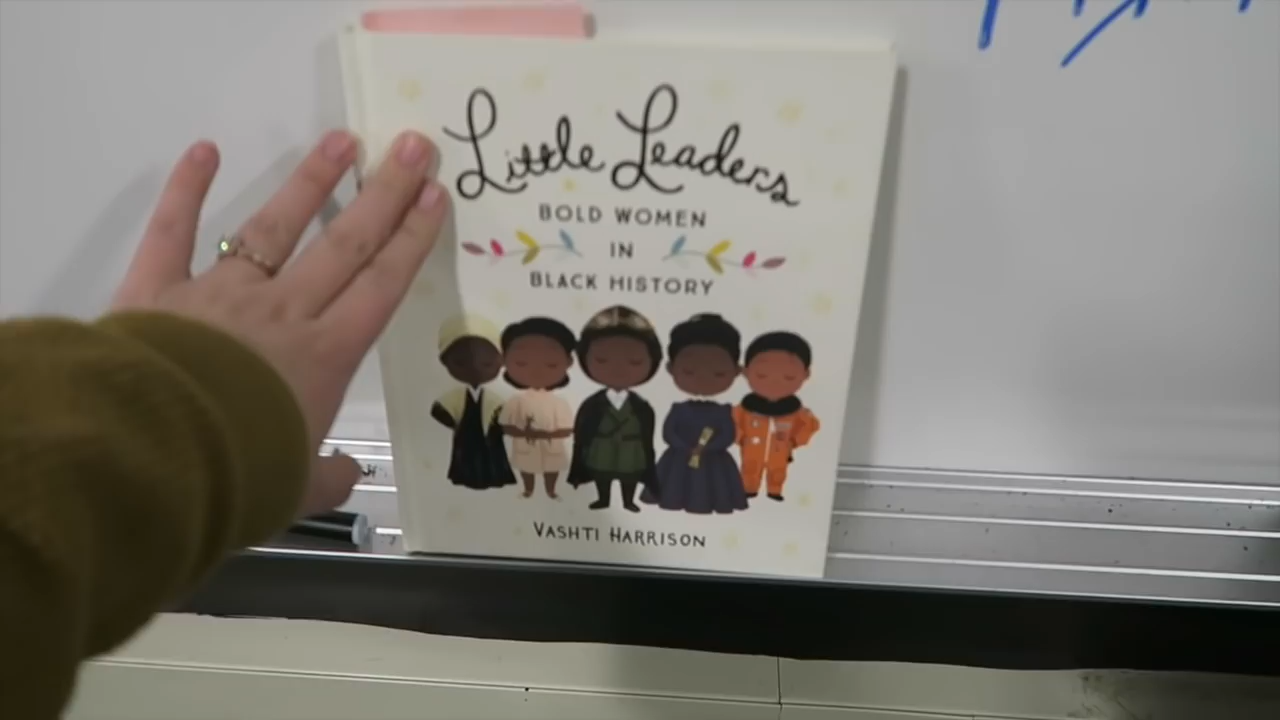 Little Leaders
BOLD WOMEN
IN
BLACK HISTORY
VASHTI HARRISON